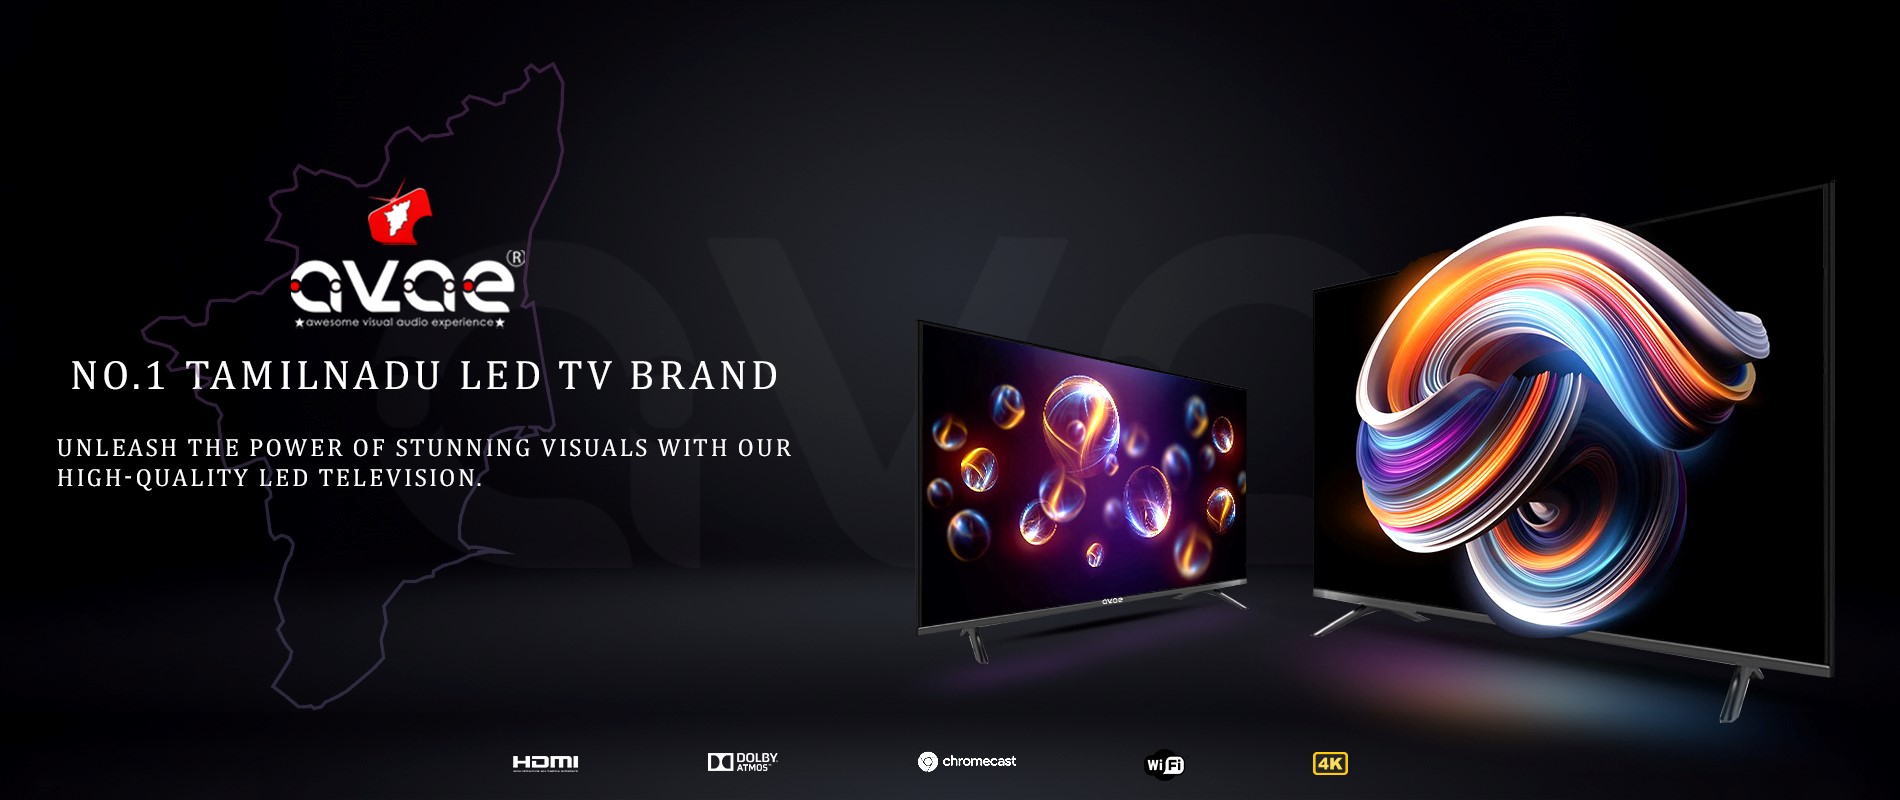 avae®
★awesome visual audio experience★
NO.1 TAMILNADU LED TV BRAND
UNLEASH THE POWER OF STUNNING VISUALS WITH OUR
HIGH-QUALITY LED TELEVISION.
avae
HDMI
DOLBY
ATMOS
chromecast
WiFi
4K